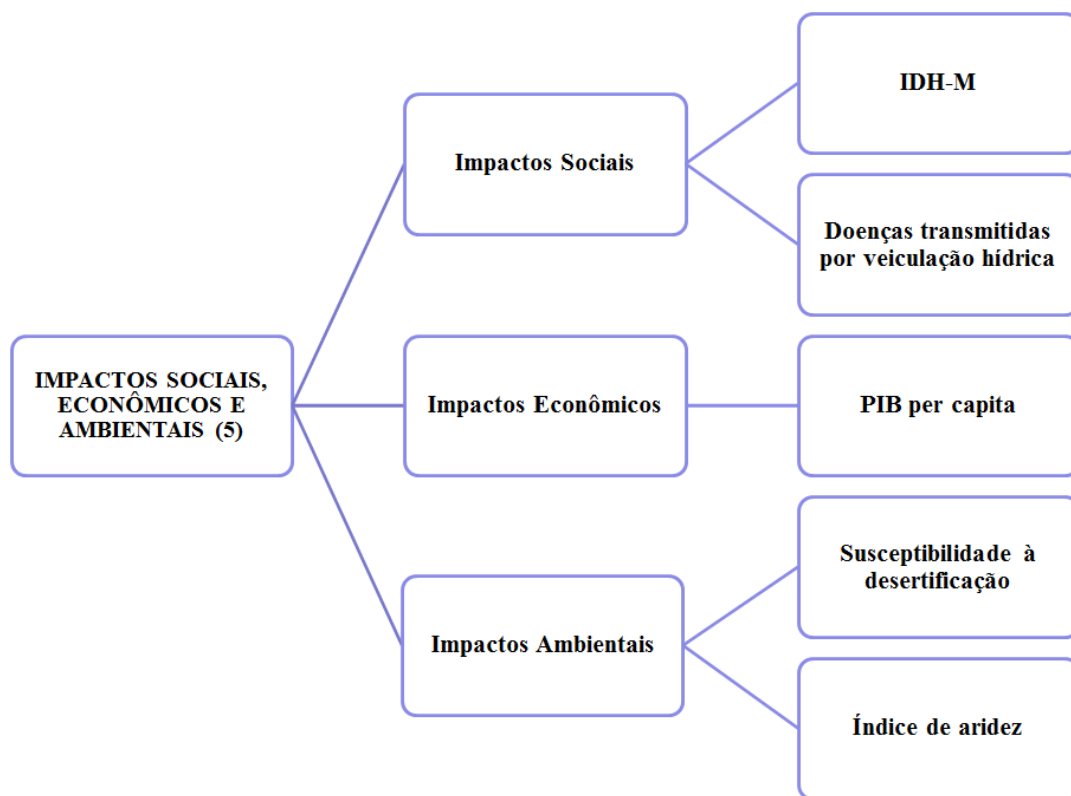 IMPACTOS SOCIAIS,
ECONÔMICOS E
AMBIENTAIS (5)
Impactos Sociais
IDH-M
Doenças transmitidas
por veiculação hídrica
Impactos Econômicos
PIB per capita
Impactos Ambientais
Susceptibilidade à
desertificação
Índice de aridez